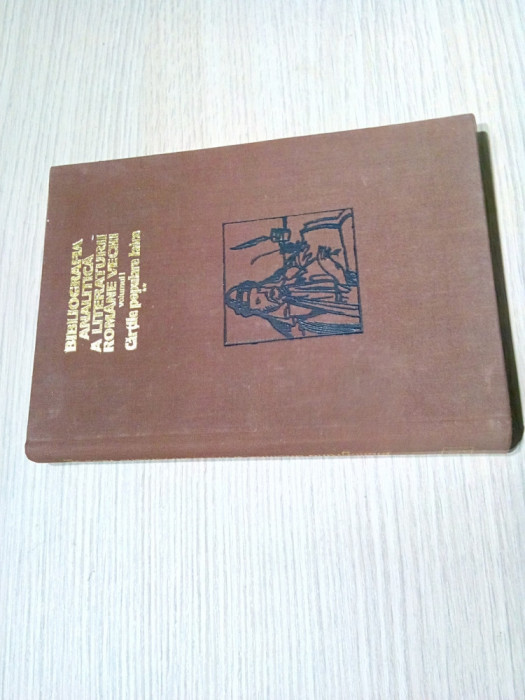 BIBLIOGRAFIA
ANALITICĂ
A LITERATURII
ROMÂNE VECHI
volumul I
**
Cărțile populare laice